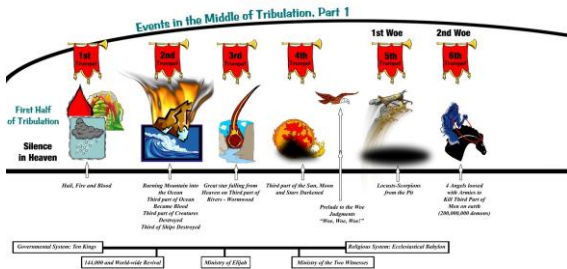 Events in the Middle of Tribulation, Part 1
1st Woe
2nd Woe
1st
Trumpet
2nd
Trumpet
3rd
Trumpet
4th
Trumpet
5th
Trumpet
6th
Trumpet
First Half
of Tribulation
Silence
in Heaven
Hail, Fire and Blood
Burning Mountain into
the Ocean
Third part of Ocean
Became Blood
Third part of Creatures
Destroyed
Third of Ships Destroyed
Great star falling from
Heaven on Third part of
Rivers - Wormwood
Third part of the Sun, Moon
and Stars Darkened
Prelude to the Woe
Judgments
"Woe, Woe, Woe!"
Locusts-Scorpions
from the Pit
4 Angels loosed
with Armies to
Kill Third Part of
Men on earth
(200,000,000 demons)
Governmental System: Ten Kings
Religious System: Ecclesiastical Babylon
144,000 and World-wide Revival
Ministry of Elijah
Ministry of the Two Witnesses